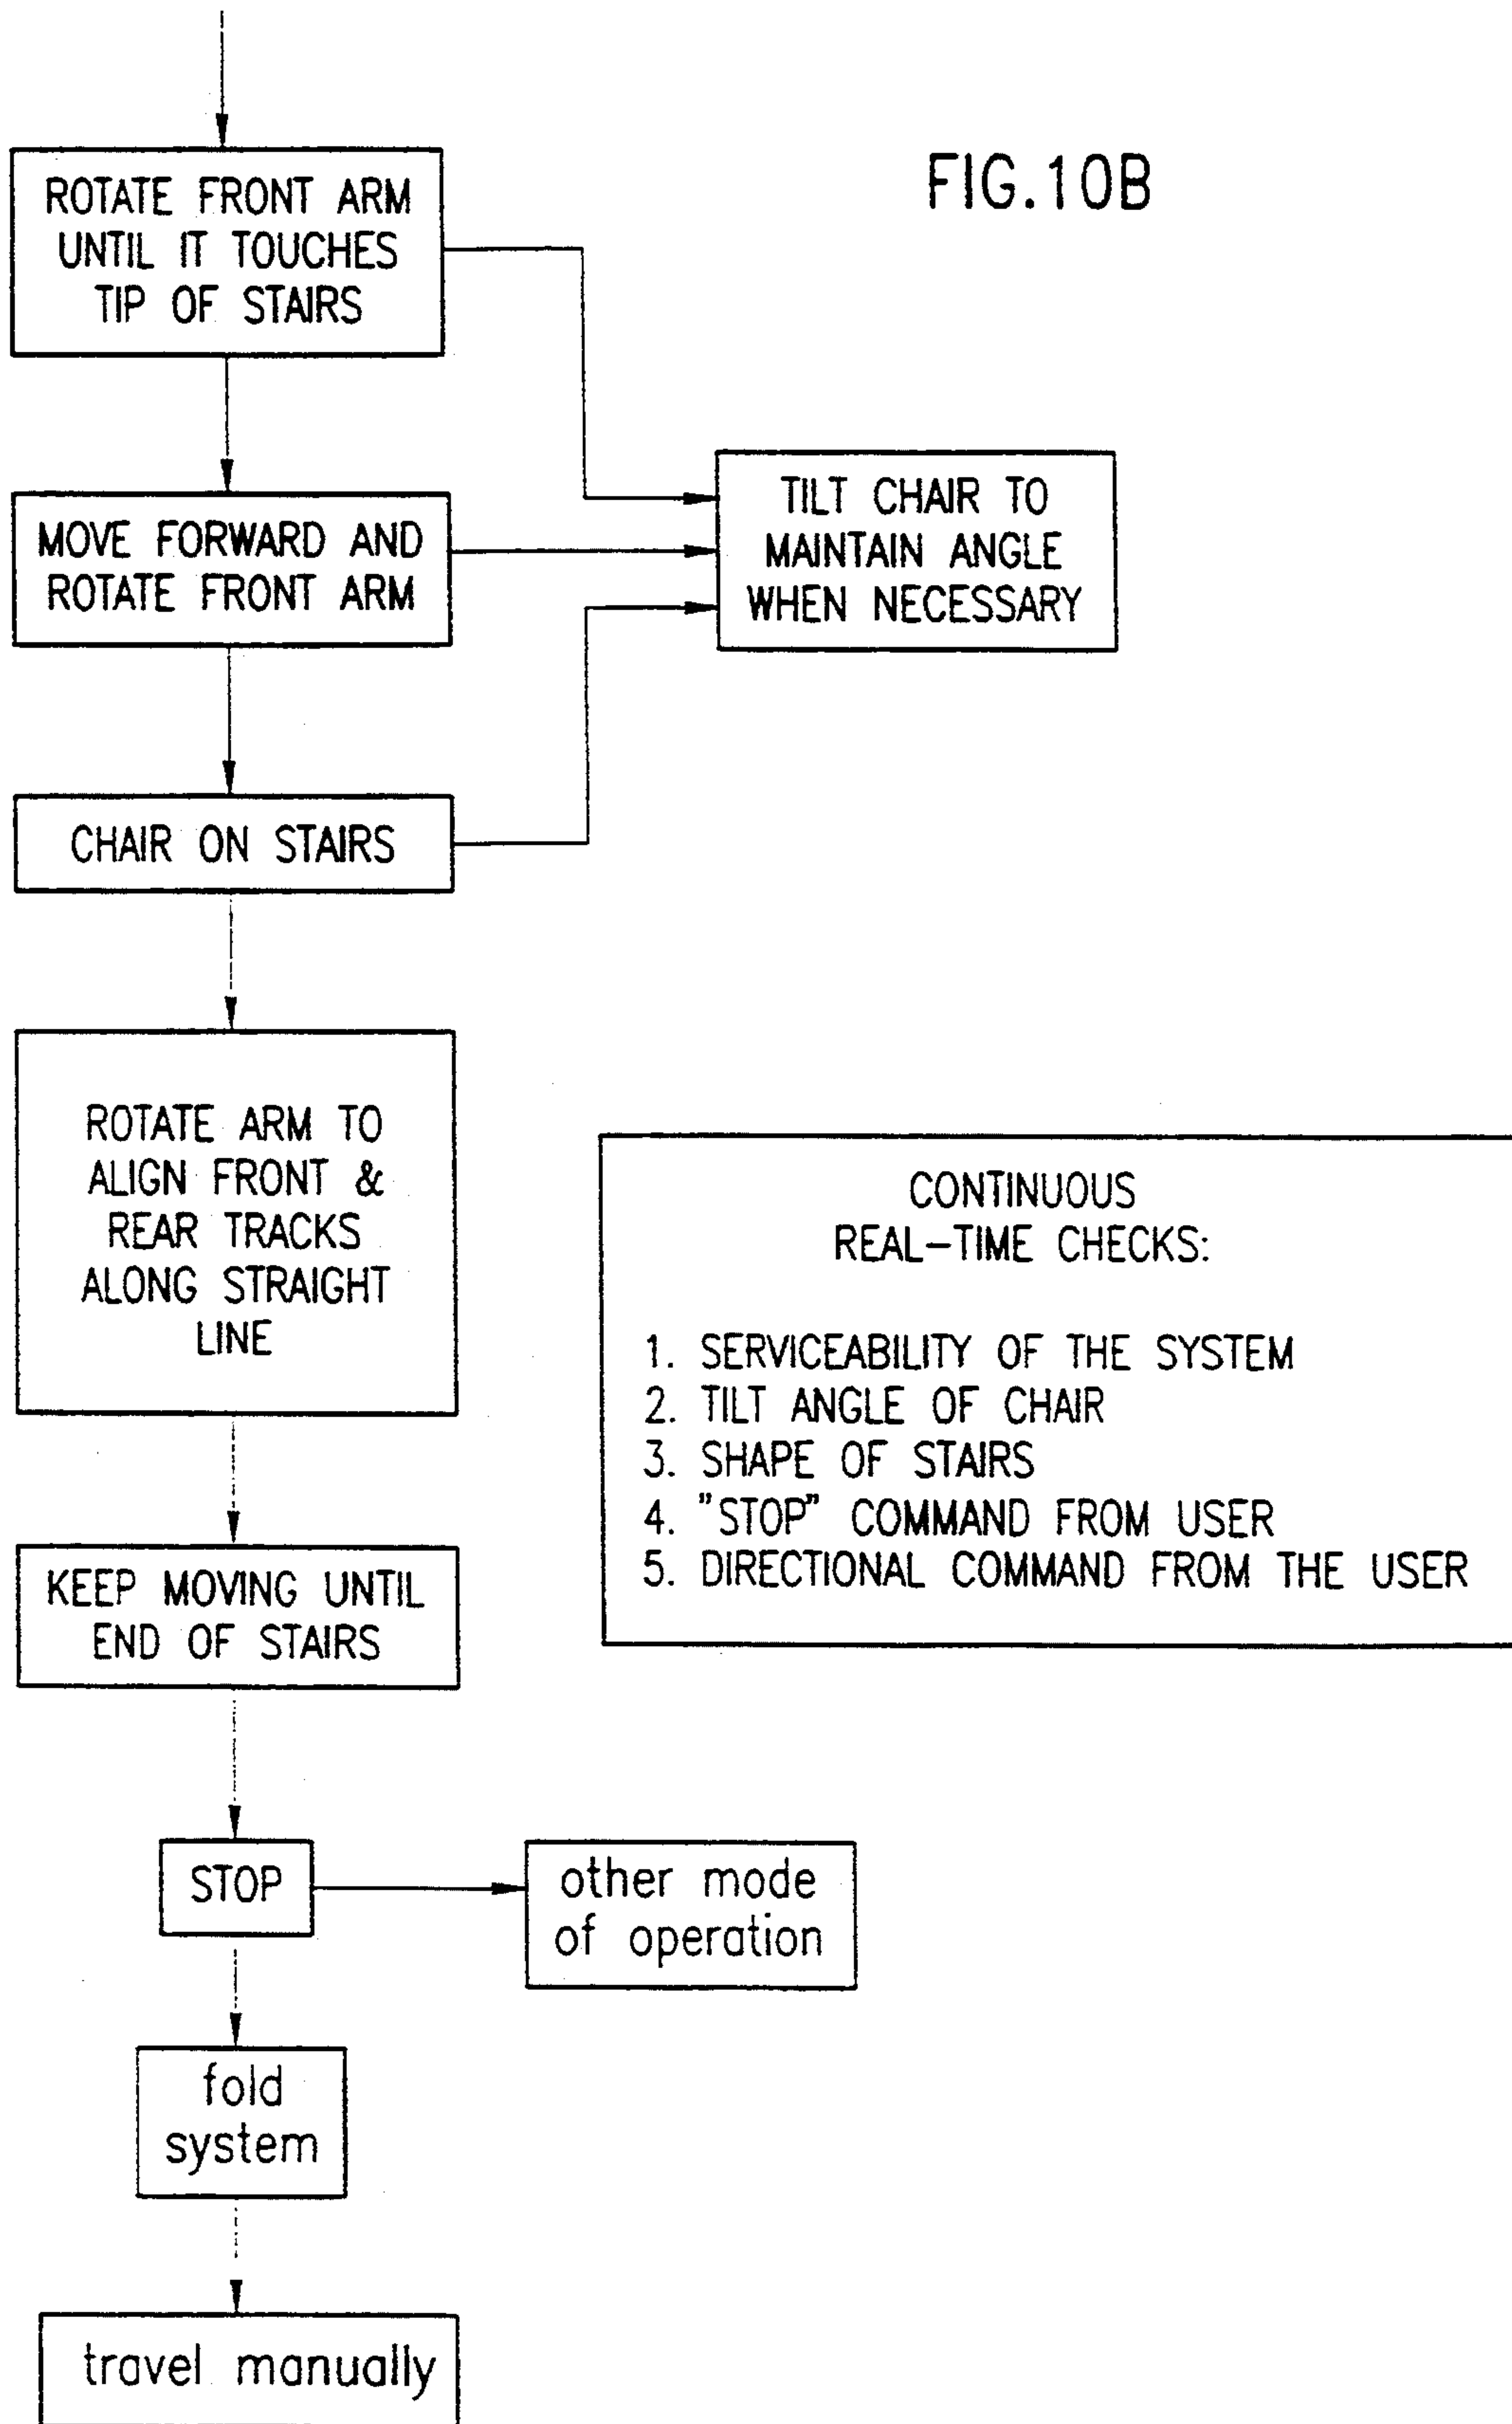 FIG.10B
ROTATE FRONT ARM
UNTIL IT TOUCHES
TIP OF STAIRS
MOVE FORWARD AND
ROTATE FRONT ARM
TILT CHAIR TO
MAINTAIN ANGLE
WHEN NECESSARY
CHAIR ON STAIRS
ROTATE ARM TO
ALIGN FRONT &
REAR TRACKS
ALONG STRAIGHT
LINE
CONTINUOUS
REAL-TIME CHECKS:
1. SERVICEABILITY OF THE SYSTEM
2. TILT ANGLE OF CHAIR
3. SHAPE OF STAIRS
4. "STOP" COMMAND FROM USER
5. DIRECTIONAL COMMAND FROM THE USER
KEEP MOVING UNTIL
END OF STAIRS
STOP
other mode
of operation
fold
system
travel manually